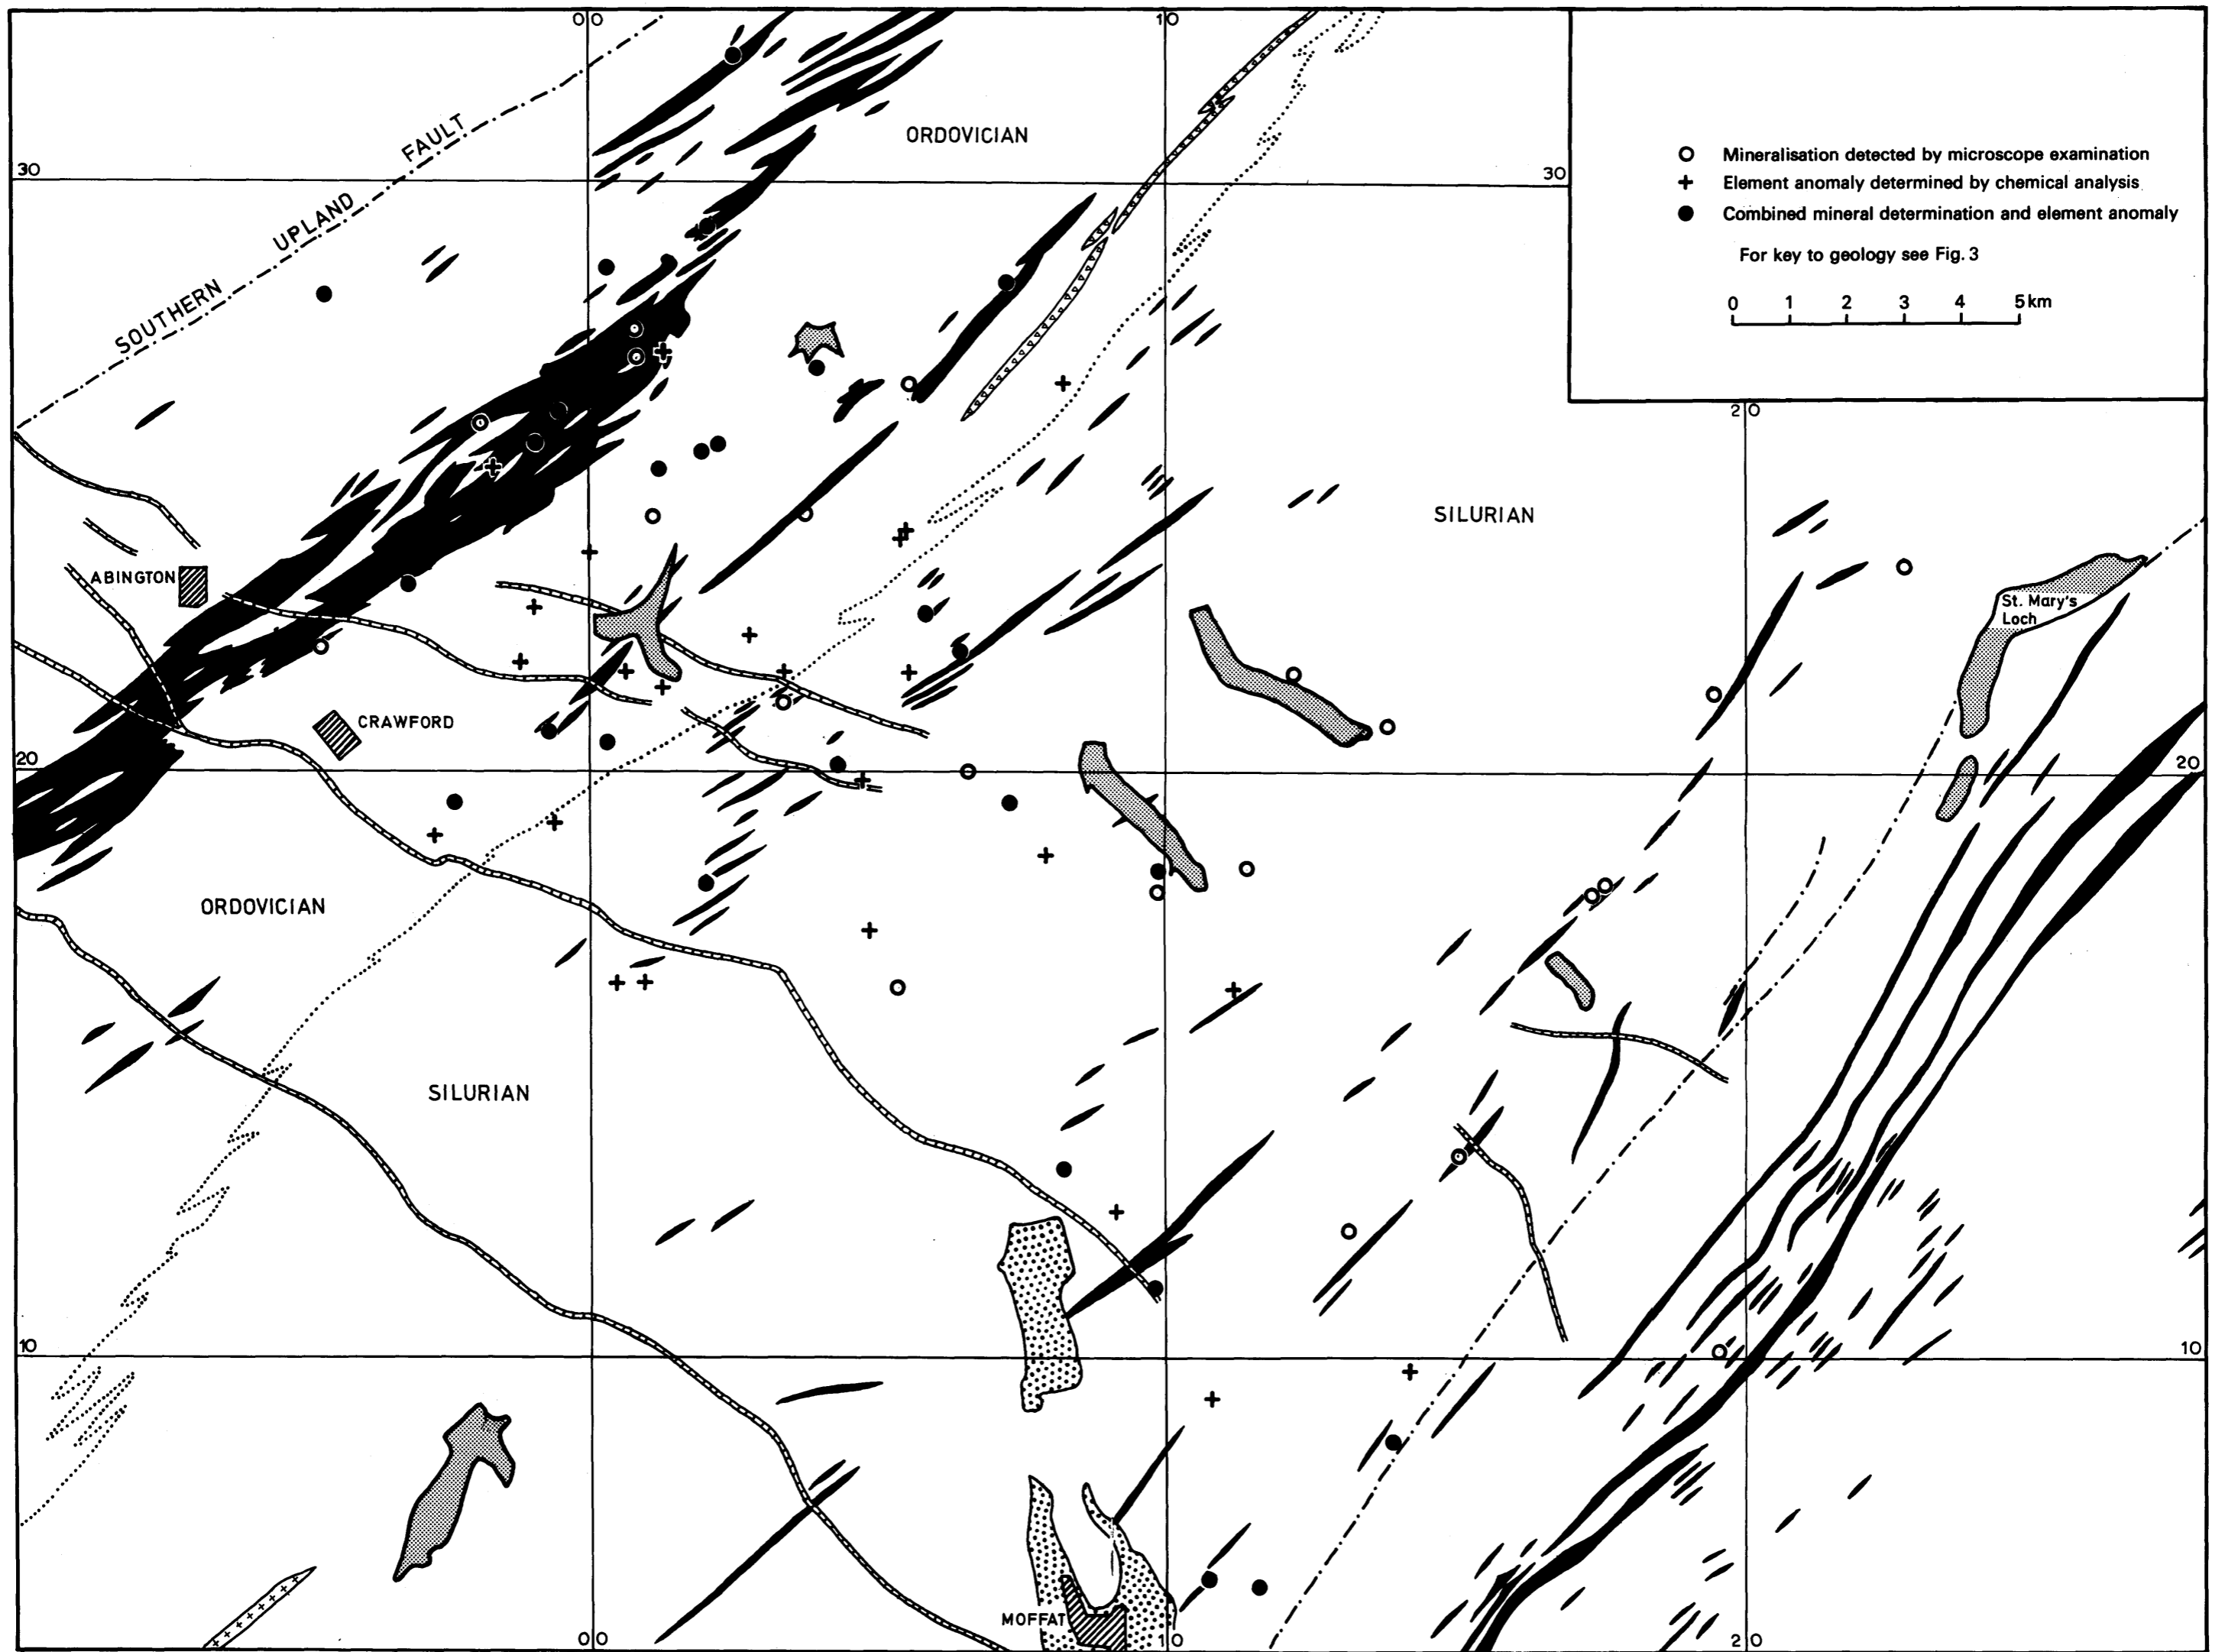 00
10
ORDOVICIAN
FAULT
30
30
Mineralisation detected by microscope examination
Element anomaly determined by chemical analysis
Combined mineral determination and element anomaly
For key to geology see Fig. 3
UPLAND
SOUTHERN
0 1 2 3 4 5 km
20
SILURIAN
ABINGTON
St. Mary's
Loch
CRAWFORD
20
20
ORDOVICIAN
SILURIAN
10
10
MOFFAT
00
10
20